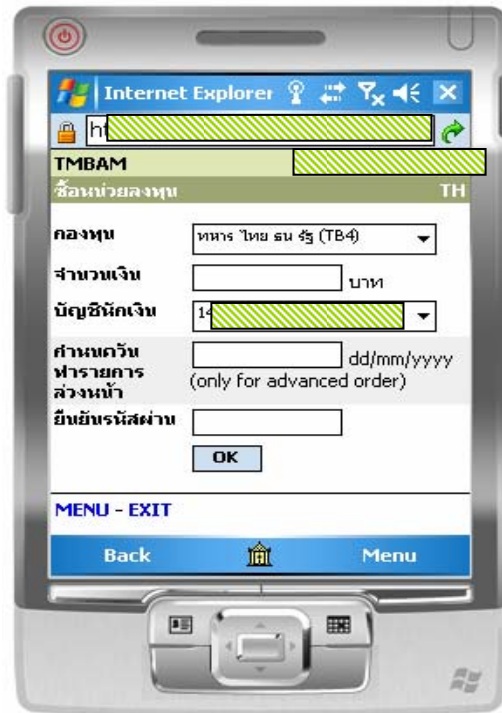 Internet Explorer
ht
TMBAM
ซื้อหน่วยลงทุน TH
กองทุน ทหาร ไทย ธน รัฐ (TB4)
จำนวนเงิน บาท
บัญชีหักเงิน 14
กำหนดวัน dd/mm/yyyy
ทำรายการ (only for advanced order)
ล่วงหน้า
ยืนยันรหัสผ่าน
OK
MENU - EXIT
Back Menu